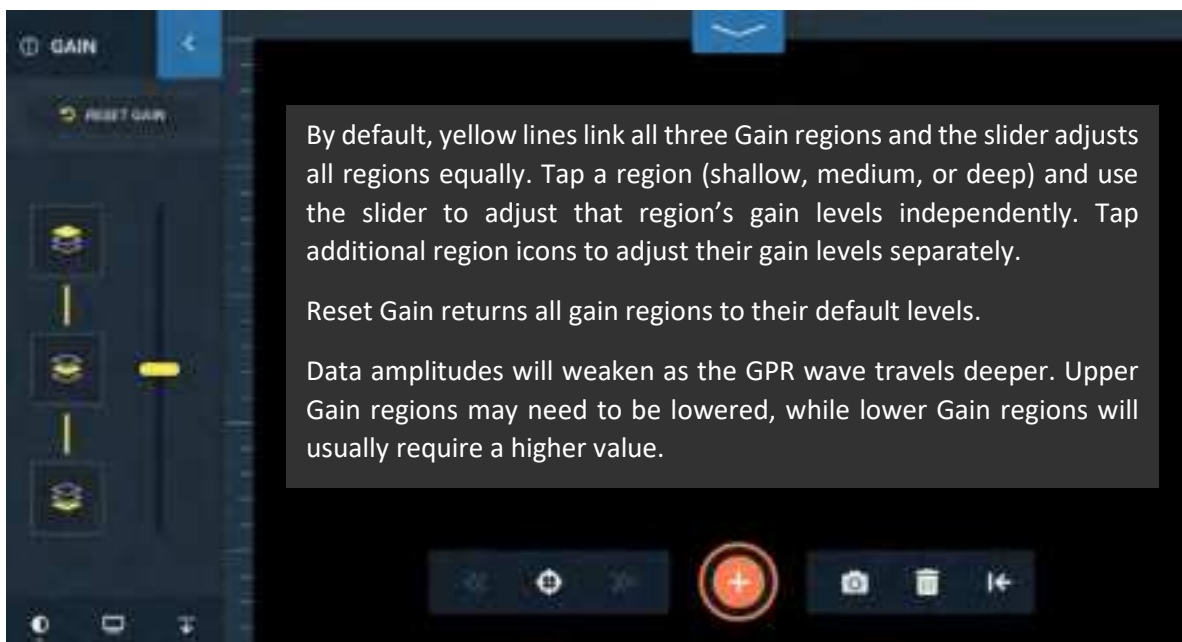 GAIN
RESET GAIN
By default, yellow lines link all three Gain regions and the slider adjusts
all regions equally. Tap a region (shallow, medium, or deep) and use
the slider to adjust that region’s gain levels independently. Tap
additional region icons to adjust their gain levels separately.
Reset Gain returns all gain regions to their default levels.
Data amplitudes will weaken as the GPR wave travels deeper. Upper
Gain regions may need to be lowered, while lower Gain regions will
usually require a higher value.